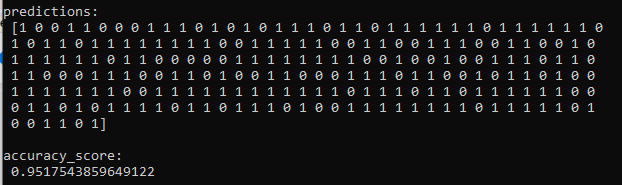 predictions:
[1 0 0 1 1 0 0 0 1 1 1 0 1 0 1 0 1 1 1 0 1 1 0 1 1 1 1 1 1 0 1 1 1 1 1 1 0
1 0 1 1 0 1 1 1 1 1 1 1 1 0 0 1 1 1 1 1 1 0 0 1 1 0 0 1 1 1 0 0 1 1 0 0 1 0
1 1 1 1 1 1 0 1 1 0 0 0 0 0 1 1 1 1 1 1 1 1 0 0 1 0 0 1 0 0 1 1 1 0 1 1 0
1 1 0 0 0 1 1 1 0 0 1 0 1 0 0 1 1 0 0 0 1 1 1 0 1 1 0 0 1 0 1 1 0 1 0 0
1 1 1 1 1 1 1 0 0 1 1 1 1 1 1 1 1 1 1 1 1 0 1 1 1 0 1 1 0 1 1 1 1 1 1 0 0
0 1 1 0 1 0 1 1 1 1 0 1 1 0 1 1 1 0 1 0 0 1 1 1 1 1 1 1 1 0 1 1 1 1 1 0 1
0 0 1 1 0 1]
accuracy_score:
0.9517543859649122